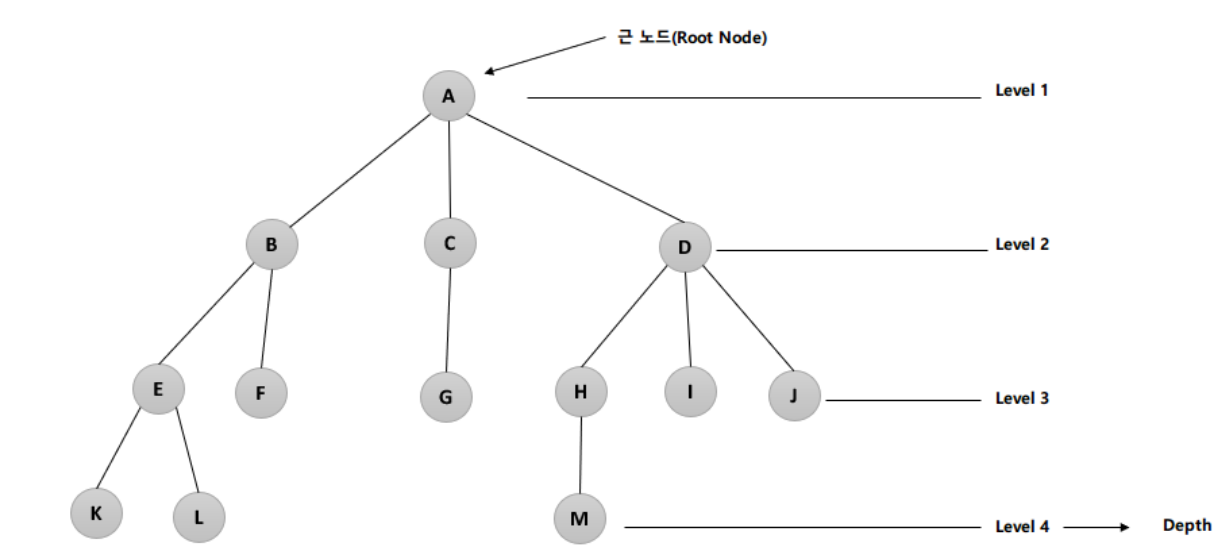 근 노드(Root Node)
A
Level 1
B
C
D
Level 2
E
F
G
H
I
J
Level 3
K
L
M
Level 4
Depth